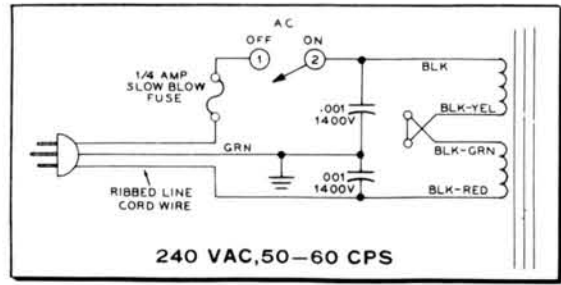 AC
OFF
ON
1
2
1/4 AMP
SLOW BLOW
FUSE
BLK
.001
1400V
BLK-YEL
GRN
BLK-GRN
001
1400V
BLK-RED
RIBBED LINE
CORD WIRE
240 VAC,50-60 CPS